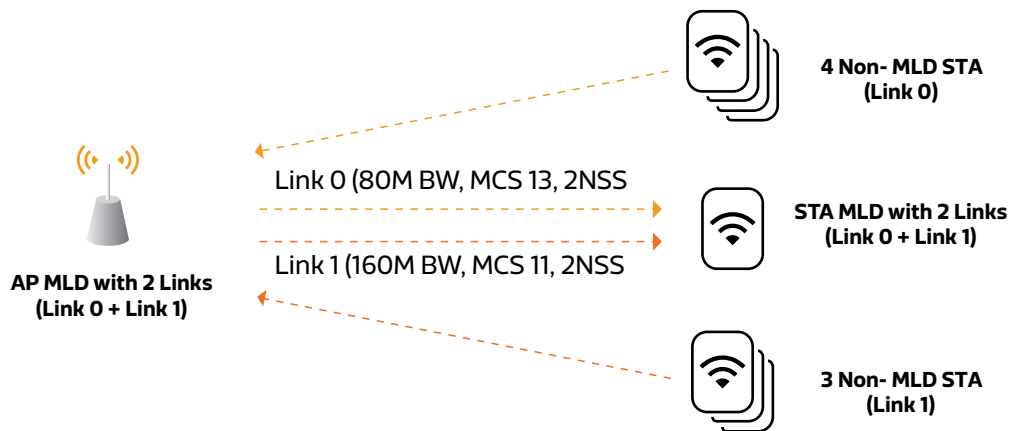 4 Non- MLD STA
(Link 0)
Link 0 (80M BW, MCS 13, 2NSS
STA MLD with 2 Links
(Link 0 + Link 1)
Link 1 (160M BW, MCS 11, 2NSS
AP MLD with 2 Links
(Link 0 + Link 1)
3 Non- MLD STA
(Link 1)